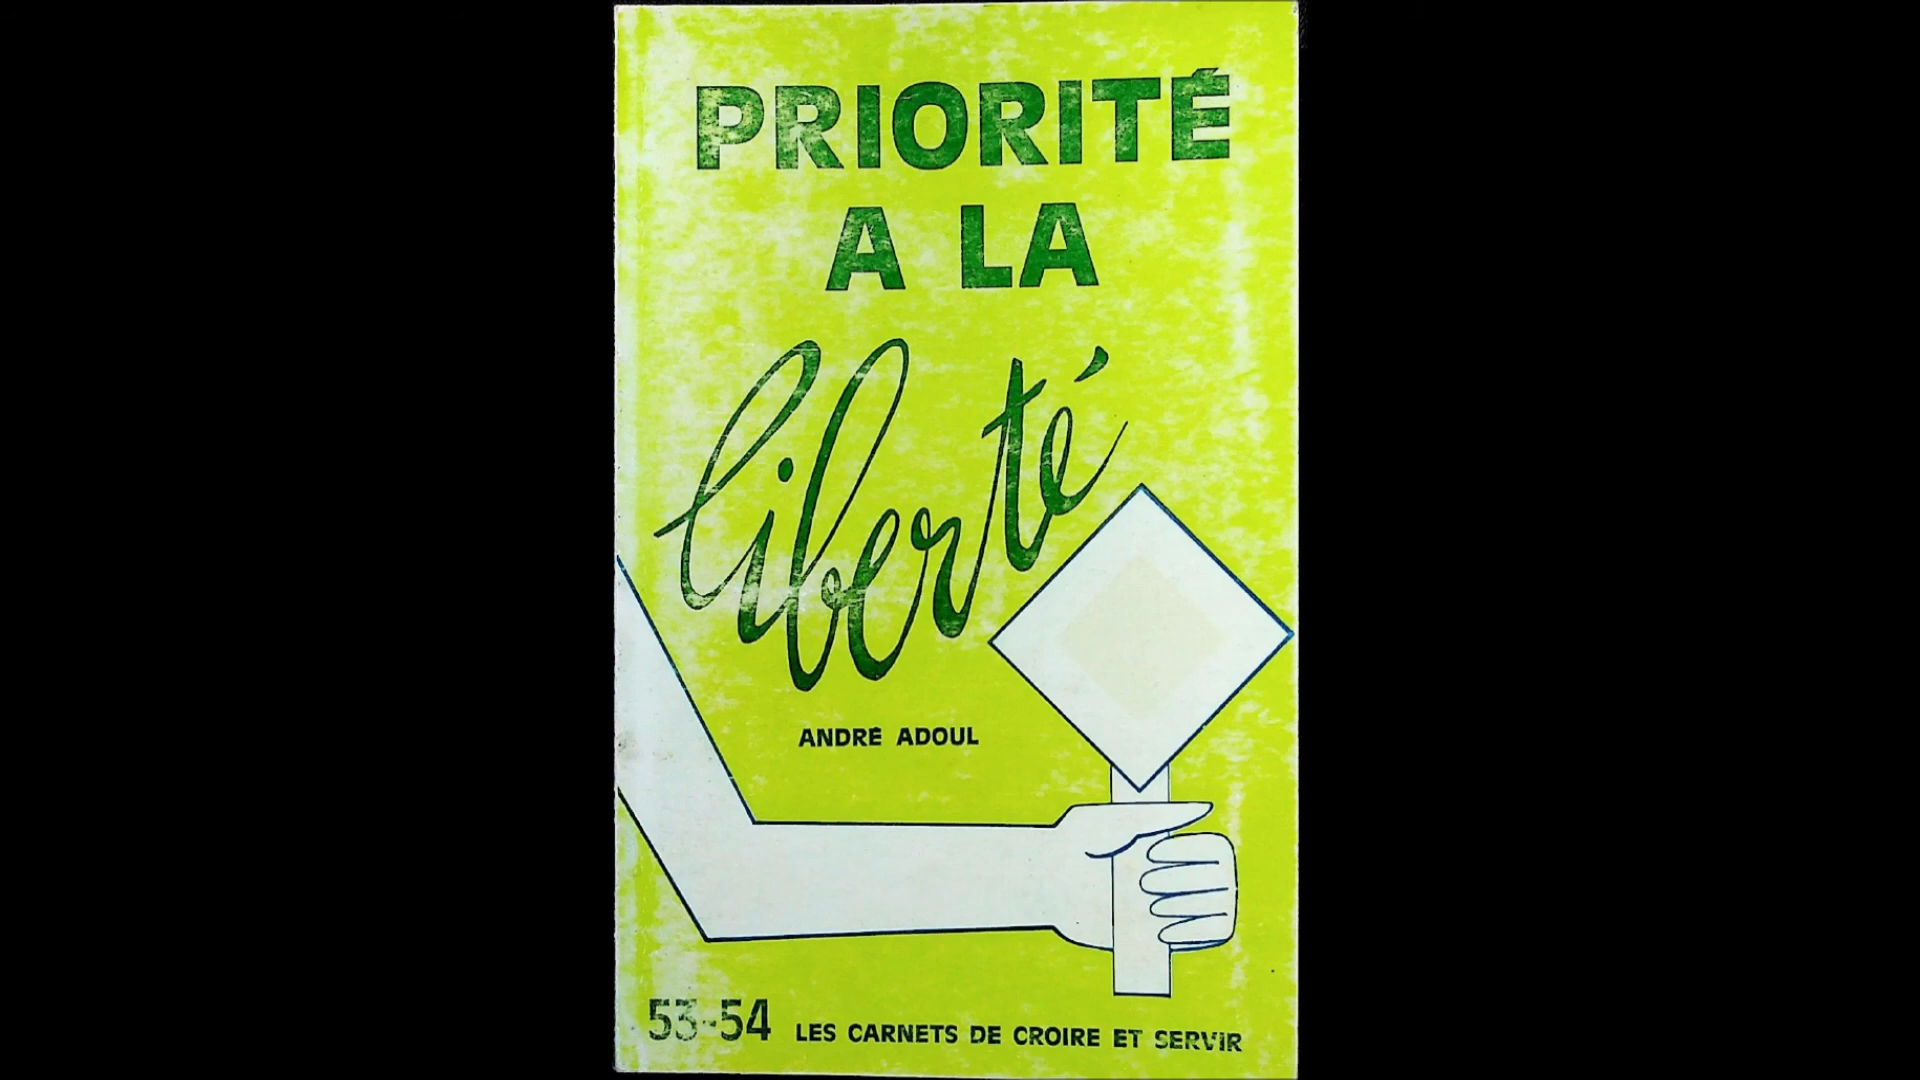 PRIORITÉ
A LA
liberté
ANDRÉ ADOUL
53-54 LES CARNETS DE CROIRE ET SERVIR